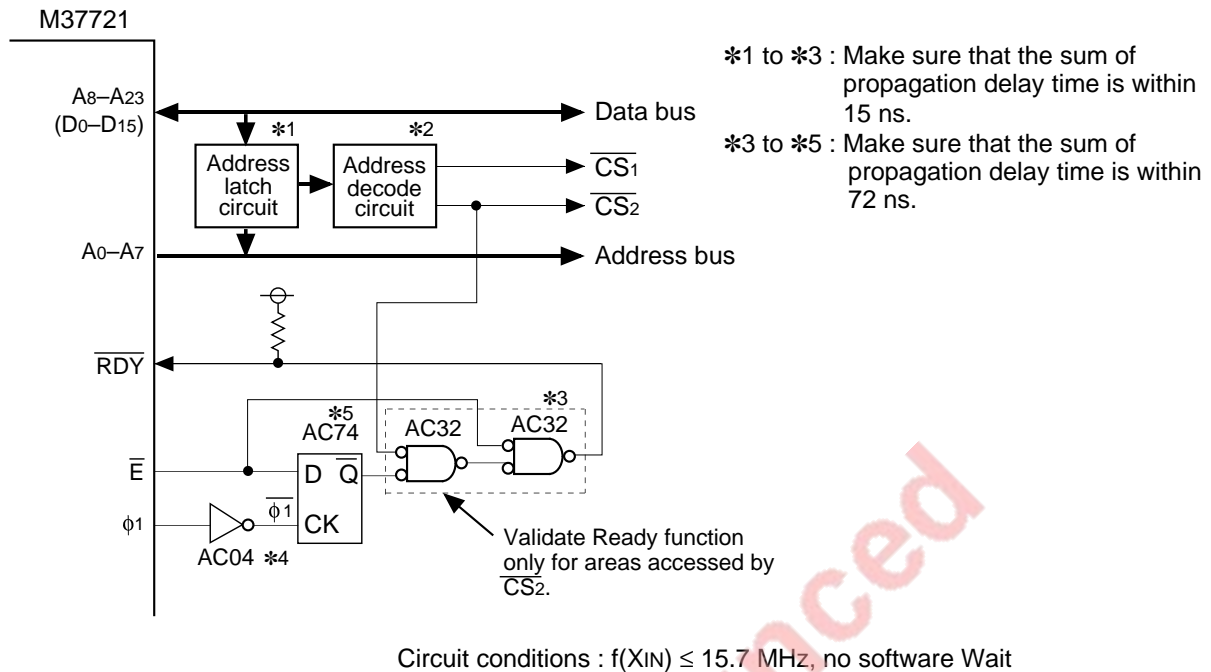 M37721
A8–A23
(D0–D15)
✱1
✱2
Data bus
Address
latch
circuit
Address
decode
circuit
CS1
CS2
A0–A7
Address bus
RDY
✱3
✱5
AC74
AC32
AC32
E
D Q
φ1
φ1
CK
AC04 ✱4
Validate Ready function
only for areas accessed by
CS2.
✱1 to ✱3 : Make sure that the sum of
propagation delay time is within
15 ns.
✱3 to ✱5 : Make sure that the sum of
propagation delay time is within
72 ns.
Circuit conditions : f(XIN) ≤ 15.7 MHz, no software Wait